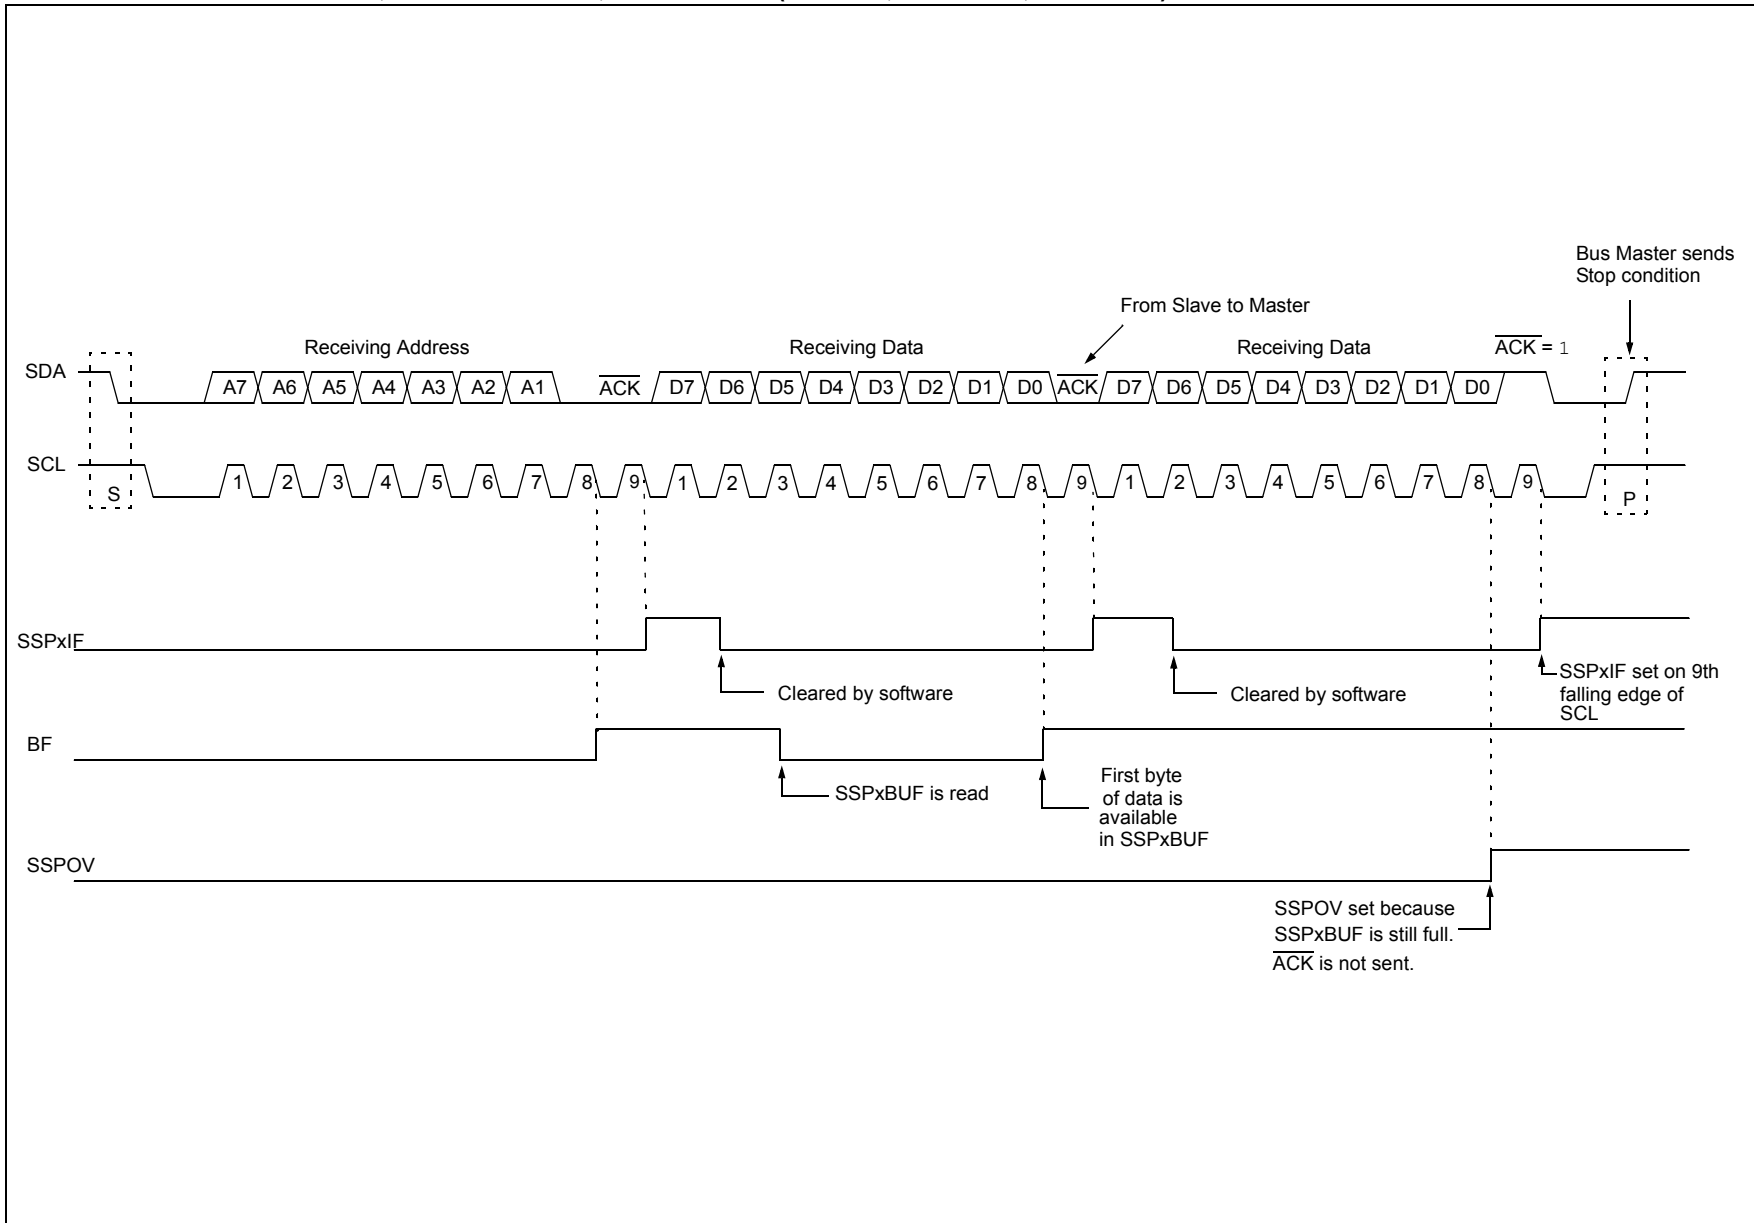 Bus Master sends
Stop condition
From Slave to Master
Receiving Address
Receiving Data
Receiving Data
ACK = 1
SDA
A7 A6 A5 A4 A3 A2 A1 ACK D7 D6 D5 D4 D3 D2 D1 D0 ACK D7 D6 D5 D4 D3 D2 D1 D0
SCL
S
1 2 3 4 5 6 7 8 9 1 2 3 4 5 6 7 8 9 1 2 3 4 5 6 7 8 9
P
SSPxIF
Cleared by software
Cleared by software
SSPxIF set on 9th
falling edge of
SCL
BF
SSPxBUF is read
First byte
of data is
available
in SSPxBUF
SSPOV
SSPOV set because
SSPxBUF is still full.
ACK is not sent.